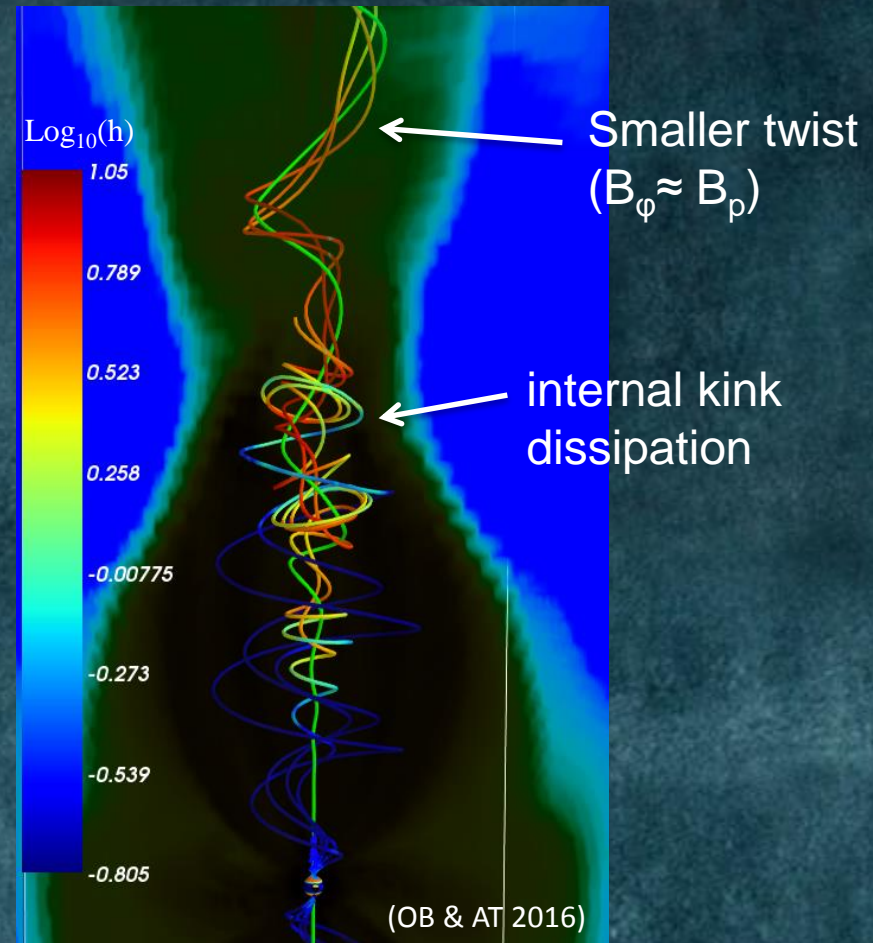 Log₁₀(h)
1.05
0.789
0.523
0.258
-0.00775
-0.273
-0.539
-0.805
Smaller twist
(Bφ≈ Bp)
internal kink
dissipation
(OB & AT 2016)